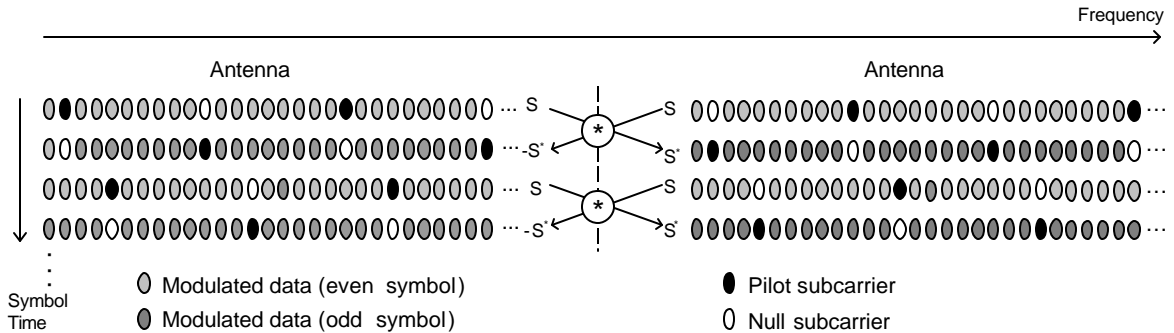 Frequency
Antenna Antenna
... S S ...
* 
... -S* S* ...
... S S ...
*
... -S* S* ...
Symbol
Time
Modulated data (even symbol)
Modulated data (odd symbol)
Pilot subcarrier
Null subcarrier